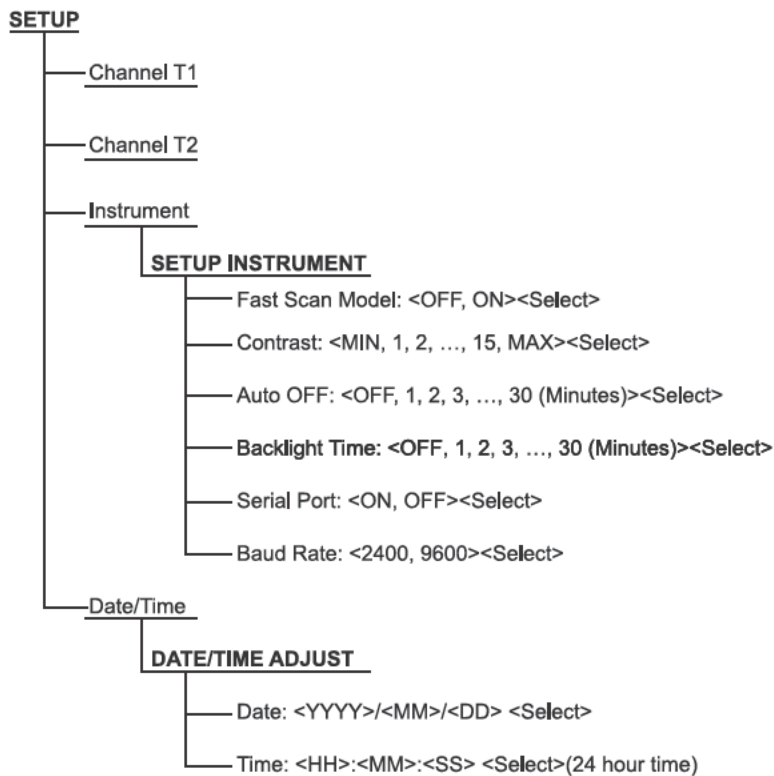 SETUP
Channel T1
Channel T2
Instrument
SETUP INSTRUMENT
Fast Scan Model: <OFF, ON><Select>
Contrast: <MIN, 1, 2, ..., 15, MAX><Select>
Auto OFF: <OFF, 1, 2, 3, ..., 30 (Minutes)><Select>
Backlight Time: <OFF, 1, 2, 3, ..., 30 (Minutes)><Select>
Serial Port: <ON, OFF><Select>
Baud Rate: <2400, 9600><Select>
Date/Time
DATE/TIME ADJUST
Date: <YYYY>/<MM>/<DD> <Select>
Time: <HH>:<MM>:<SS> <Select>(24 hour time)